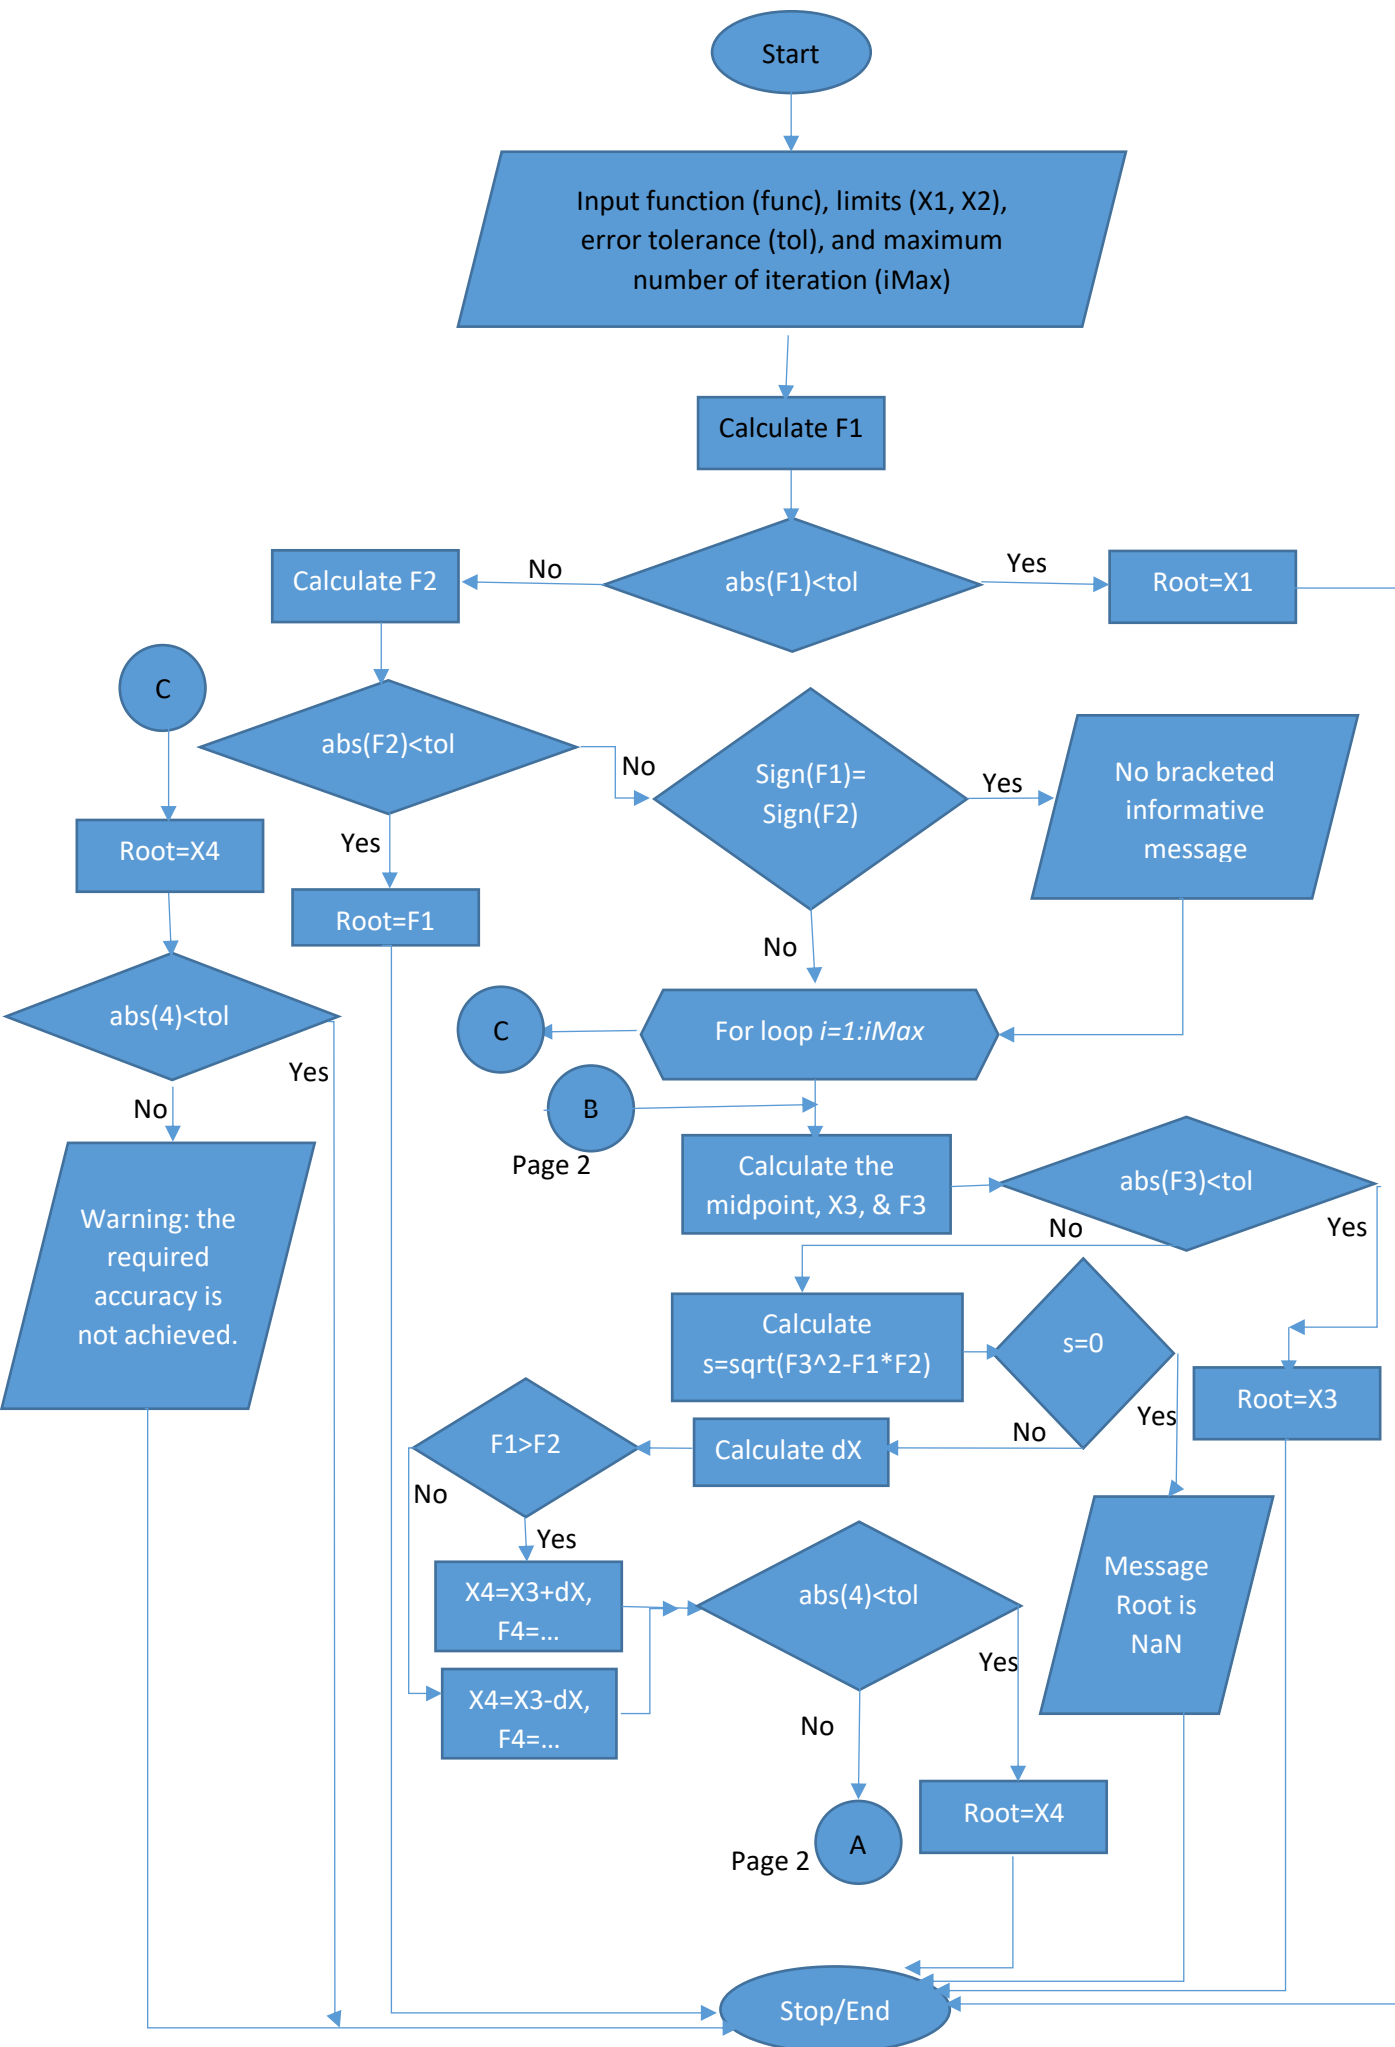 Start
Input function (func), limits (X1, X2),
error tolerance (tol), and maximum
number of iteration (iMax)
Calculate F1
abs(F1)<tol
No
Yes
Calculate F2
Root=X1
C
abs(F2)<tol
No
Sign(F1)=
Sign(F2)
Yes
No bracketed
informative
message
Root=X4
Yes
Root=F1
No
abs(4)<tol
C
For loop i=1:iMax
Yes
No
B
Page 2
Calculate the
midpoint, X3, & F3
abs(F3)<tol
No
Yes
Warning: the
required
accuracy is
not achieved.
Calculate
s=sqrt(F3^2-F1*F2)
s=0
Root=X3
Yes
No
Calculate dX
F1>F2
No
Yes
X4=X3+dX,
F4=…
abs(4)<tol
Message
Root is
NaN
X4=X3-dX,
F4=…
Yes
No
Root=X4
A
Page 2
Stop/End